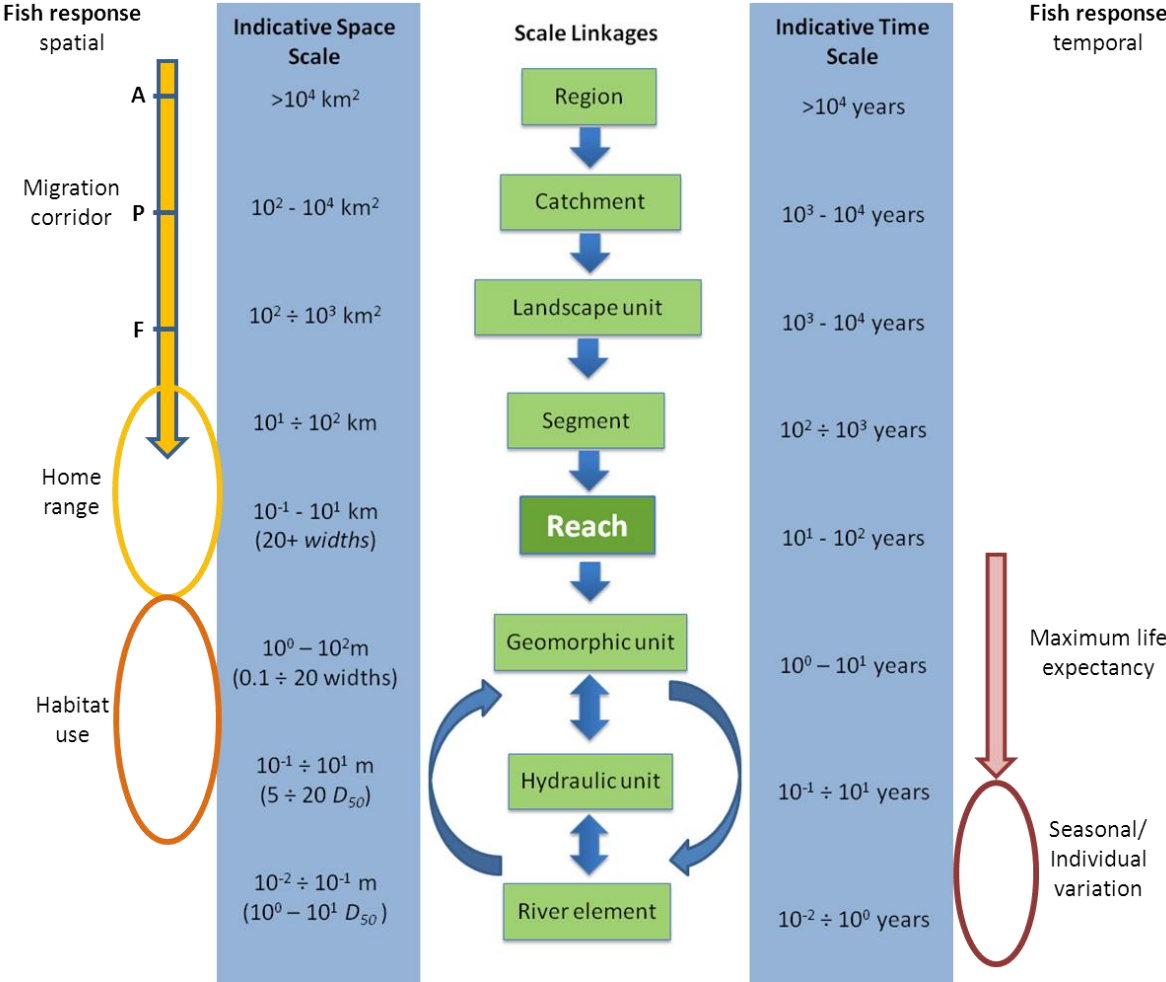 Fish response
spatial
Indicative Space
Scale
Scale Linkages
Indicative Time
Scale
Fish response
temporal
A
>10⁴ km²
Region
>10⁴ years
Migration
corridor
P
10² - 10⁴ km²
Catchment
10³ - 10⁴ years
F
10² ÷ 10³ km²
Landscape unit
10³ - 10⁴ years
10¹ ÷ 10² km
Segment
10² ÷ 10³ years
Home
range
10⁻¹ - 10¹ km
(20+ widths)
Reach
10¹ - 10² years
10⁰ – 10²m
(0.1 ÷ 20 widths)
Geomorphic unit
10⁰ – 10¹ years
Maximum life
expectancy
Habitat
use
10⁻¹ ÷ 10¹ m
(5 ÷ 20 D₅₀)
Hydraulic unit
10⁻¹ ÷ 10¹ years
Seasonal/
Individual
variation
10⁻² ÷ 10⁻¹ m
(10⁰ – 10¹ D₅₀ )
River element
10⁻² ÷ 10⁰ years